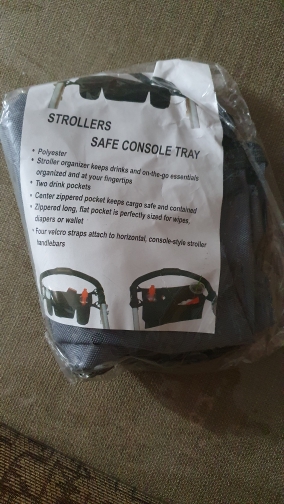 STROLLERS
SAFE CONSOLE TRAY
• Polyester
• Stroller organizer keeps drinks and on-the-go essentials
organized and at your fingertips
• Two drink pockets
• Center zippered pocket keeps cargo safe and contained
• Zippered long, flat pocket is perfectly sized for wipes,
diapers or wallet
• Four velcro straps attach to horizontal, console-style stroller
handlebars